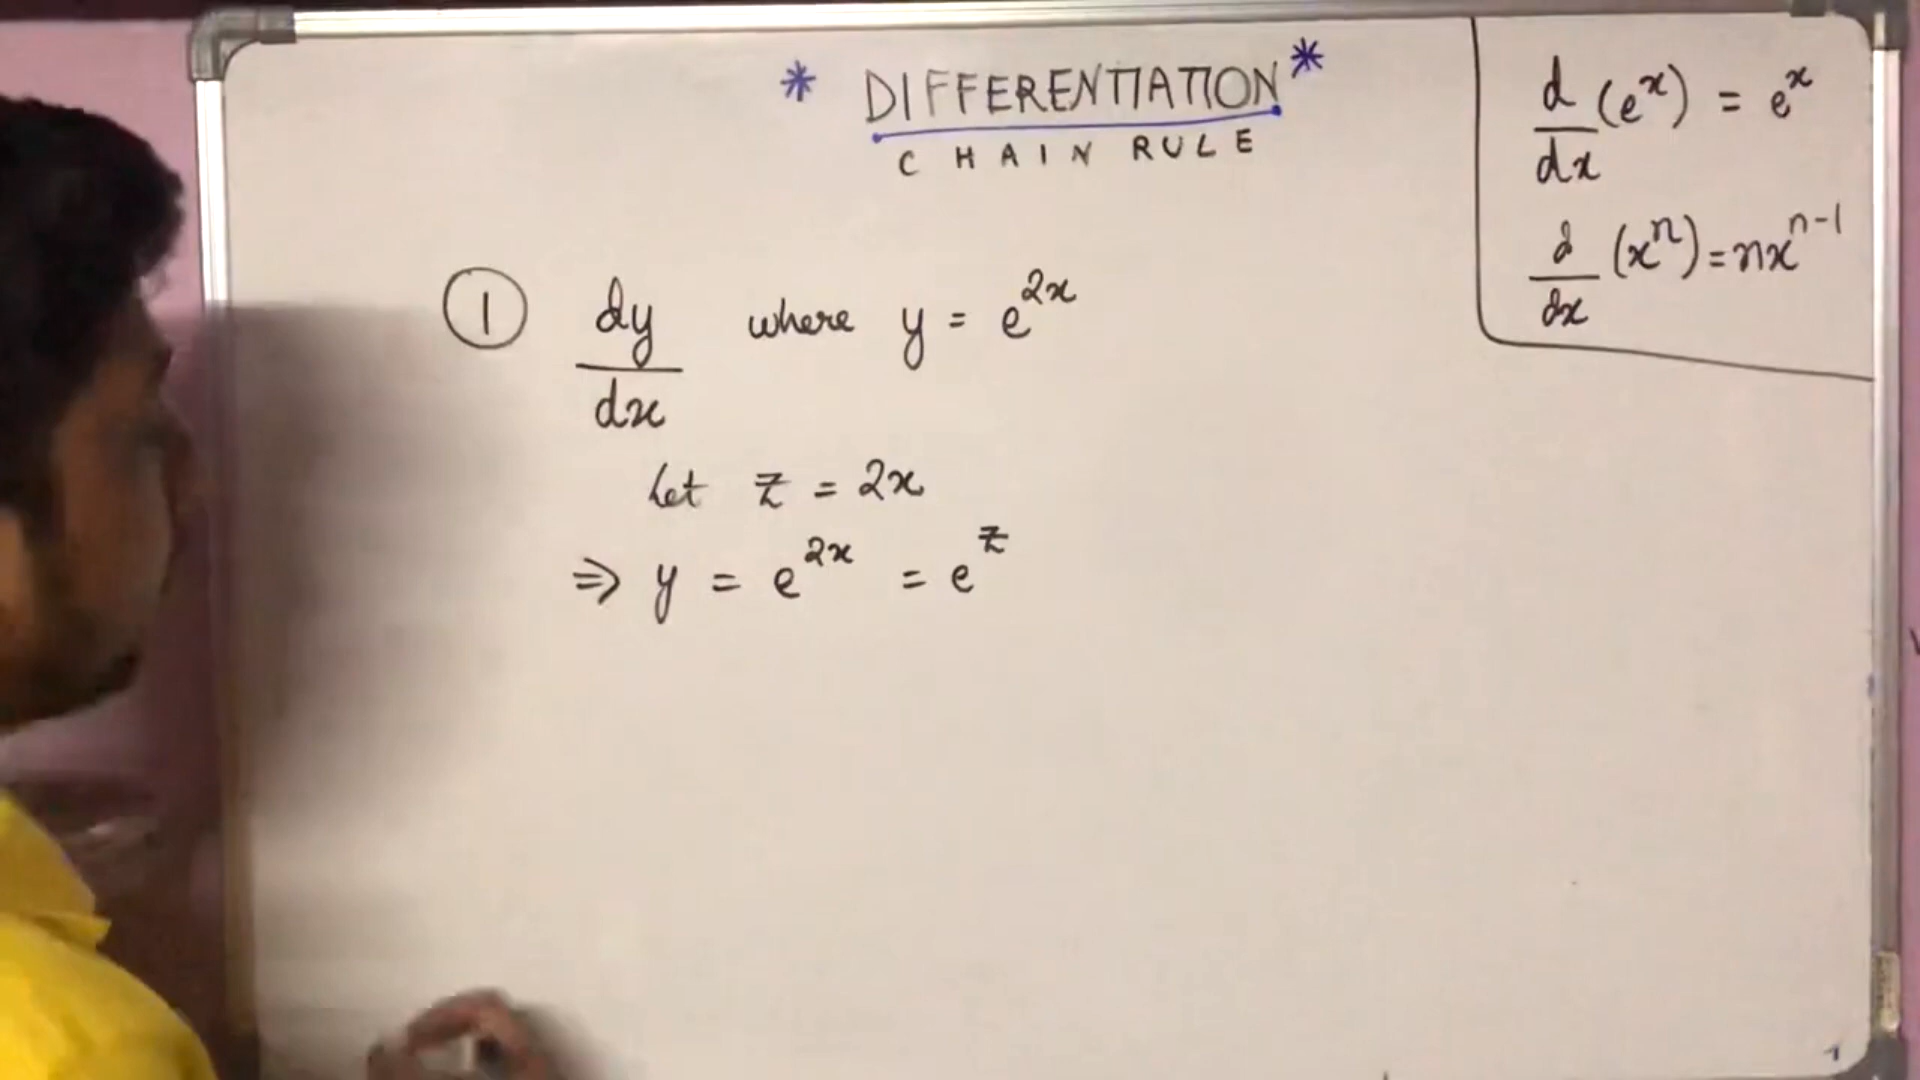 * DIFFERENTIATION *
CHAIN RULE
d/dx (e^x) = e^x
d/dx (x^n) = nx^{n-1}
① dy/dx where y = e^{2x}
Let z = 2x
⇒ y = e^{2x} = e^z